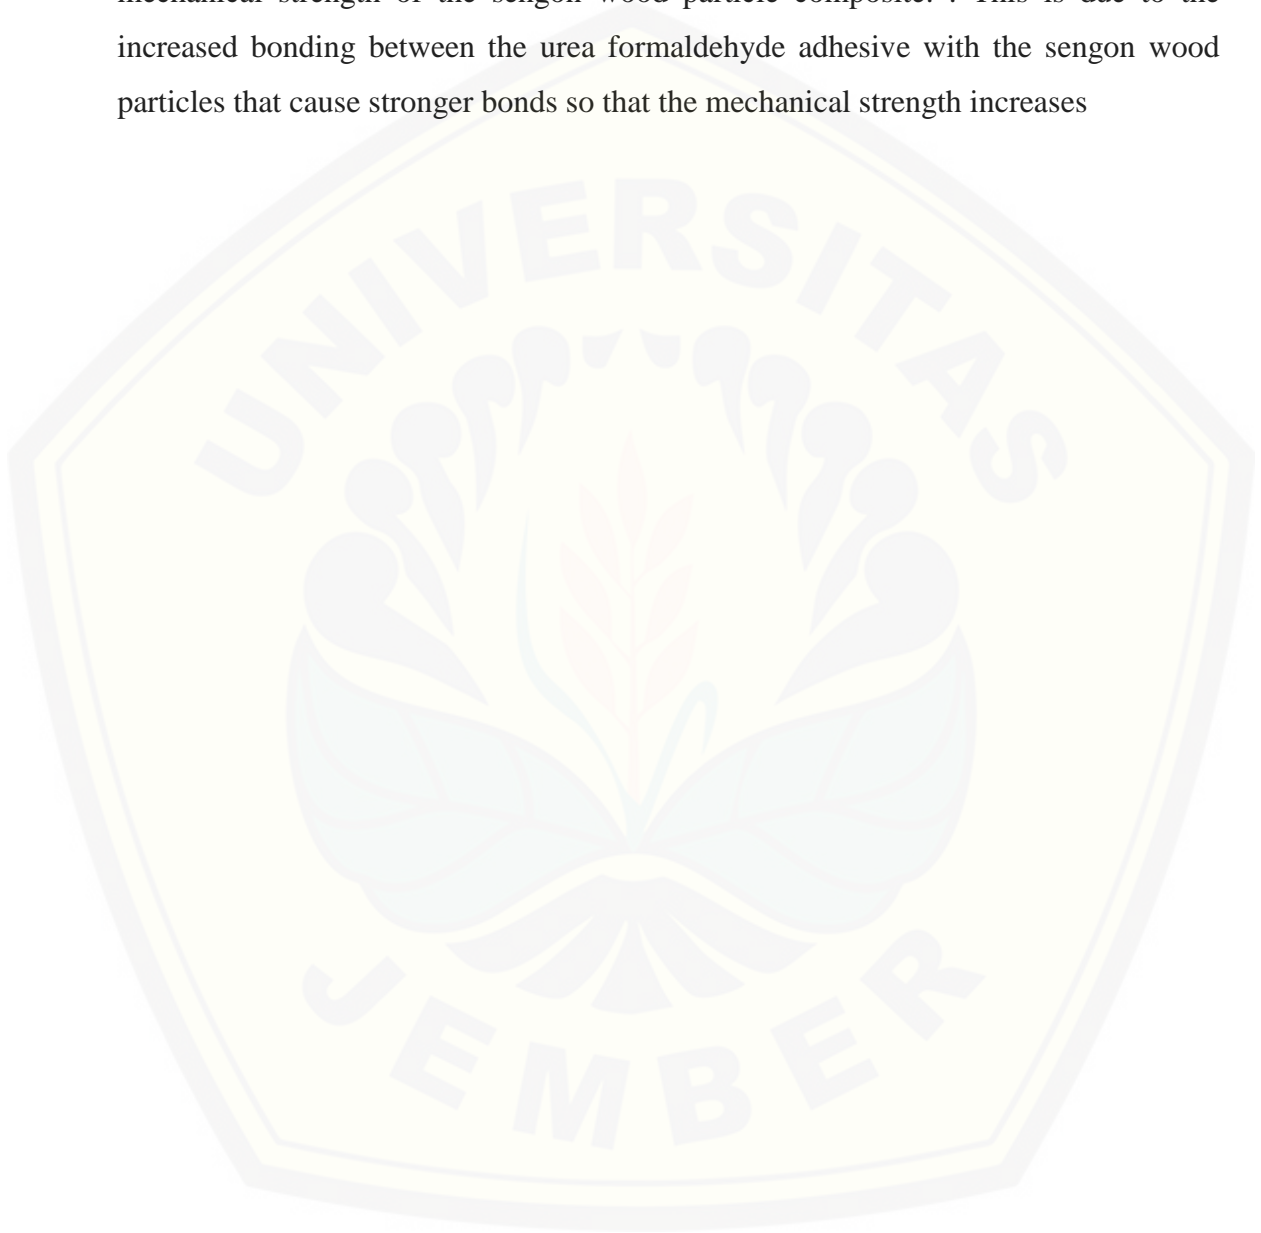 mechanical strength of the sengon wood particle composite. . This is due to the
increased bonding between the urea formaldehyde adhesive with the sengon wood
particles that cause stronger bonds so that the mechanical strength increases
UNIVERSITAS
JEMBER